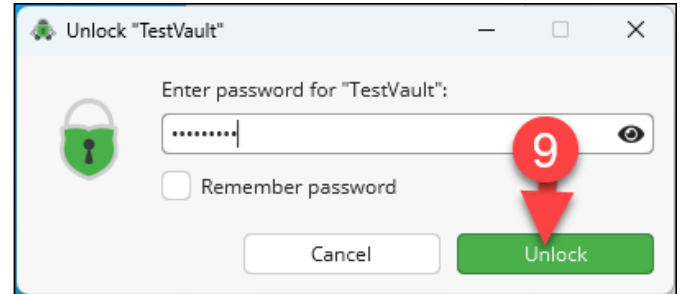 Unlock "TestVault"
Enter password for "TestVault":
•••••••••
9
Remember password
Cancel
Unlock